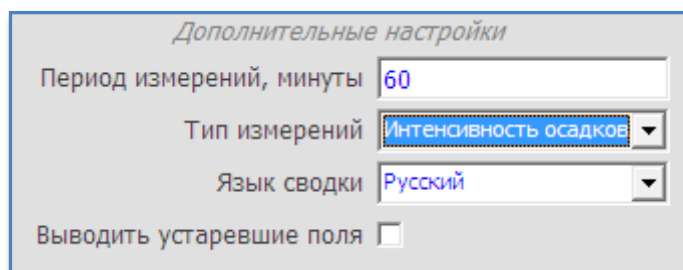 Дополнительные настройки
Период измерений, минуты 60
Тип измерений Интенсивность осадков
Язык сводки Русский
Выводить устаревшие поля